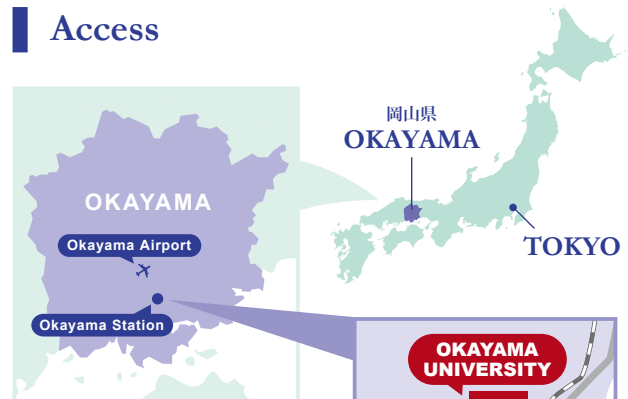 Access
岡山県
OKAYAMA
TOKYO
OKAYAMA
Okayama Airport
Okayama Station
OKAYAMA
UNIVERSITY